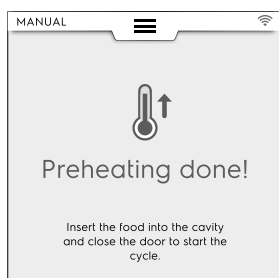 MANUAL
Preheating done!
Insert the food into the cavity
and close the door to start the
cycle.